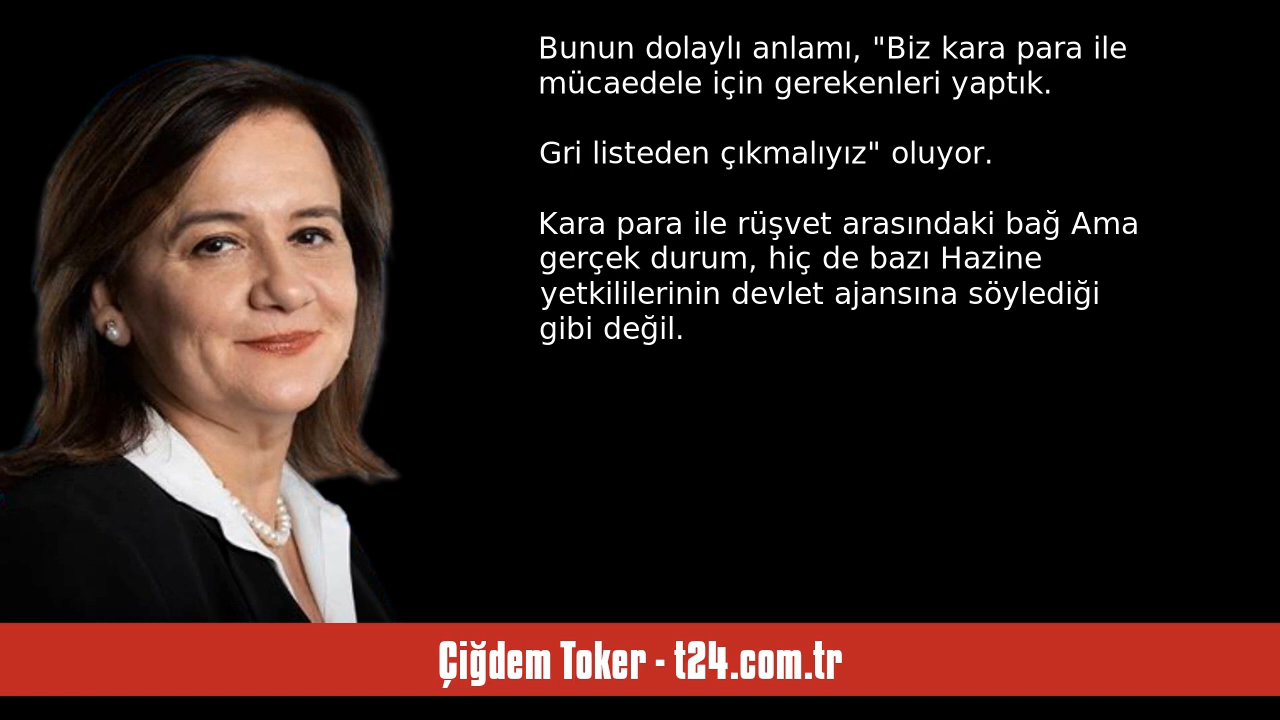 Bunun dolaylı anlamı, "Biz kara para ile
mücaedele için gerekenleri yaptık.
Gri listeden çıkmalıyız" oluyor.
Kara para ile rüşvet arasındaki bağ Ama
gerçek durum, hiç de bazı Hazine
yetkililerinin devlet ajansına söylediği
gibi değil.
Çiğdem Toker - t24.com.tr